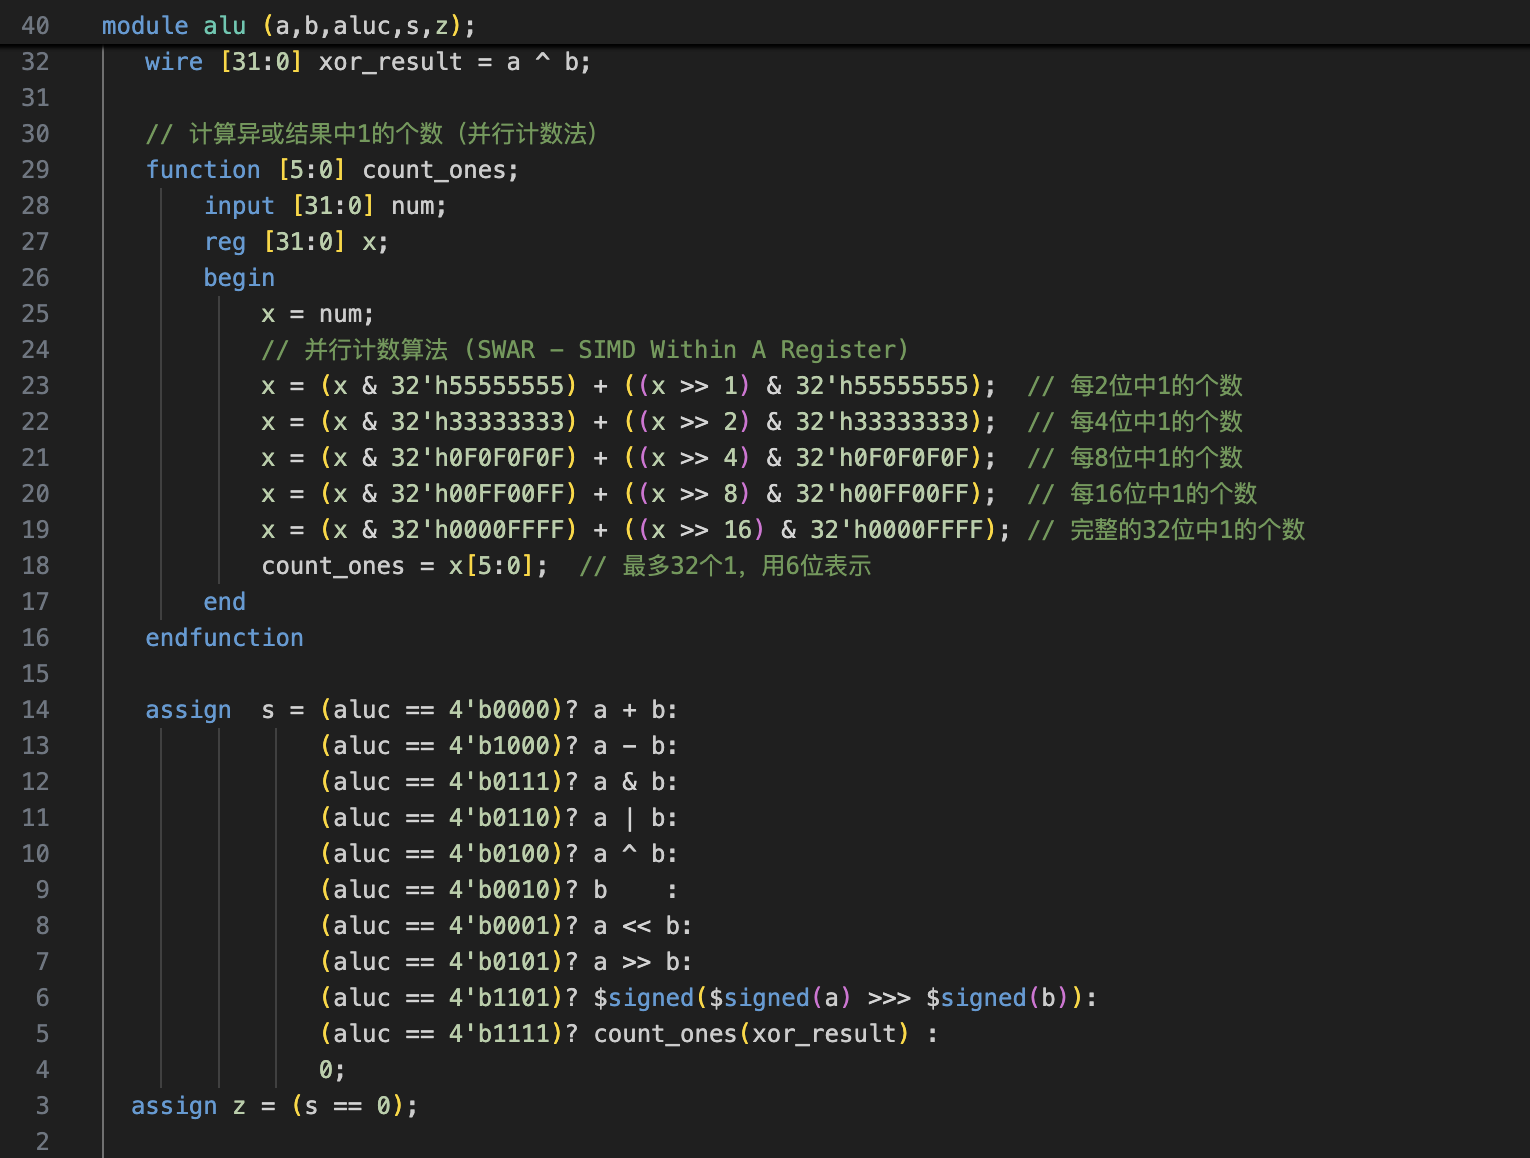 40 module alu (a,b,aluc,s,z);
32 wire [31:0] xor_result = a ^ b;
31
30 // 计算异或结果中1的个数（并行计数法）
29 function [5:0] count_ones;
28 input [31:0] num;
27 reg [31:0] x;
26 begin
25 x = num;
24 // 并行计数算法 (SWAR - SIMD Within A Register)
23 x = (x & 32'h55555555) + ((x >> 1) & 32'h55555555); // 每2位中1的个数
22 x = (x & 32'h33333333) + ((x >> 2) & 32'h33333333); // 每4位中1的个数
21 x = (x & 32'h0F0F0F0F) + ((x >> 4) & 32'h0F0F0F0F); // 每8位中1的个数
20 x = (x & 32'h00FF00FF) + ((x >> 8) & 32'h00FF00FF); // 每16位中1的个数
19 x = (x & 32'h0000FFFF) + ((x >> 16) & 32'h0000FFFF); // 完整的32位中1的个数
18 count_ones = x[5:0]; // 最多32个1，用6位表示
17 end
16 endfunction
15
14 assign  s = (aluc == 4'b0000)? a + b:
13 (aluc == 4'b1000)? a - b:
12 (aluc == 4'b0111)? a & b:
11 (aluc == 4'b0110)? a | b:
10 (aluc == 4'b0100)? a ^ b:
9 (aluc == 4'b0010)? b    :
8 (aluc == 4'b0001)? a << b:
7 (aluc == 4'b0101)? a >> b:
6 (aluc == 4'b1101)? $signed($signed(a) >>> $signed(b)):
5 (aluc == 4'b1111)? count_ones(xor_result) :
4 0;
3 assign z = (s == 0);
2